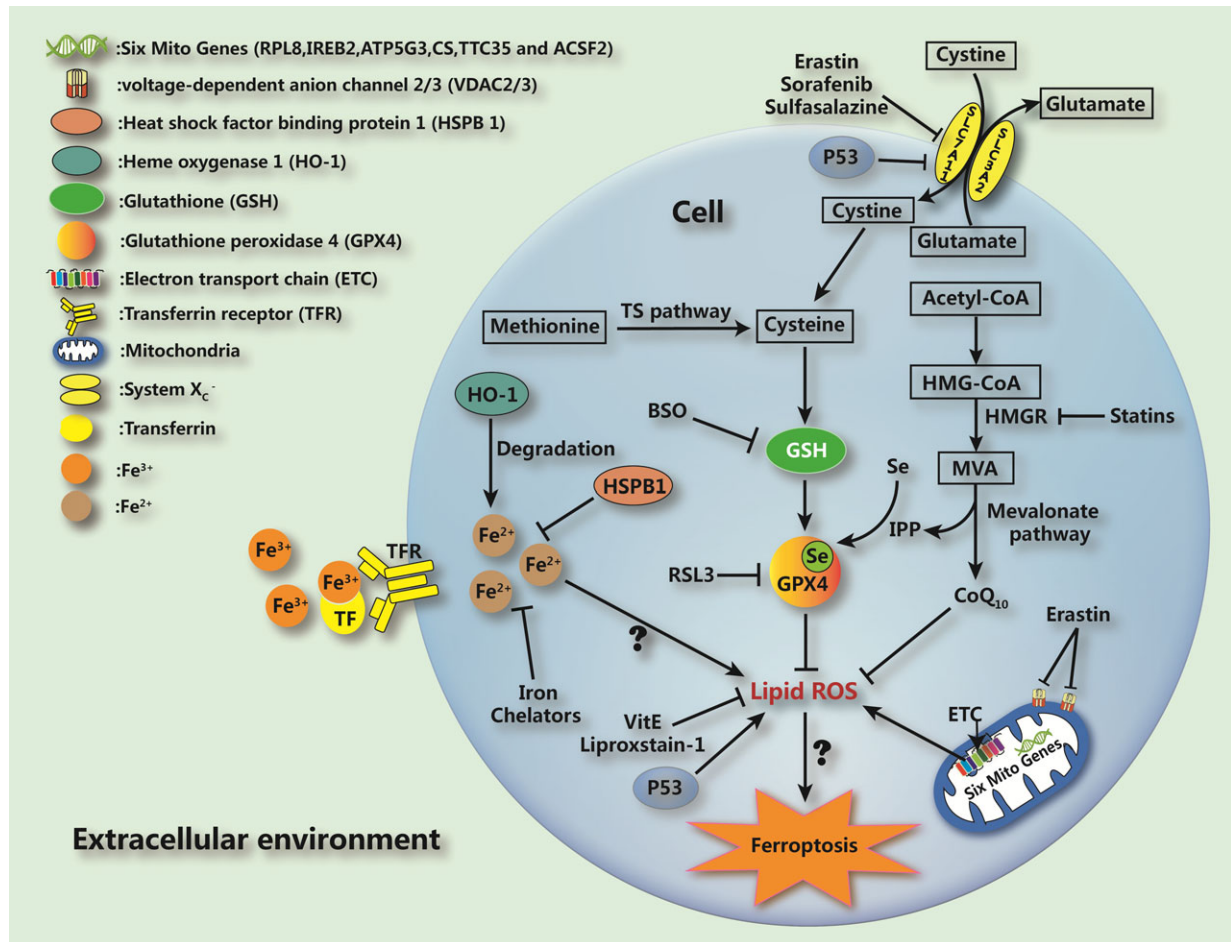 :Six Mito Genes (RPL8,IREB2,ATP5G3,CS,TTC35 and ACSF2)
:voltage-dependent anion channel 2/3 (VDAC2/3)
:Heat shock factor binding protein 1 (HSPB 1)
:Heme oxygenase 1 (HO-1)
:Glutathione (GSH)
:Glutathione peroxidase 4 (GPX4)
:Electron transport chain (ETC)
:Transferrin receptor (TFR)
:Mitochondria
:System Xc-
:Transferrin
:Fe3+
:Fe2+
Erastin
Sorafenib
Sulfasalazine
Cystine
Glutamate
P53
SLC7A11
SLC3A2
Cell
Cystine
Glutamate
Methionine
TS pathway
Cysteine
Acetyl-CoA
HMG-CoA
HMGR
Statins
HO-1
Degradation
BSO
GSH
MVA
HSPB1
Se
Mevalonate
pathway
IPP
Fe2+
Fe2+
Fe2+
Fe3+
Fe3+
Fe3+
TF
TFR
RSL3
Se
GPX4
CoQ10
Erastin
?
Iron
Chelators
Lipid ROS
VitE
Liproxstain-1
P53
?
ETC
Six Mito Genes
Ferroptosis
Extracellular environment